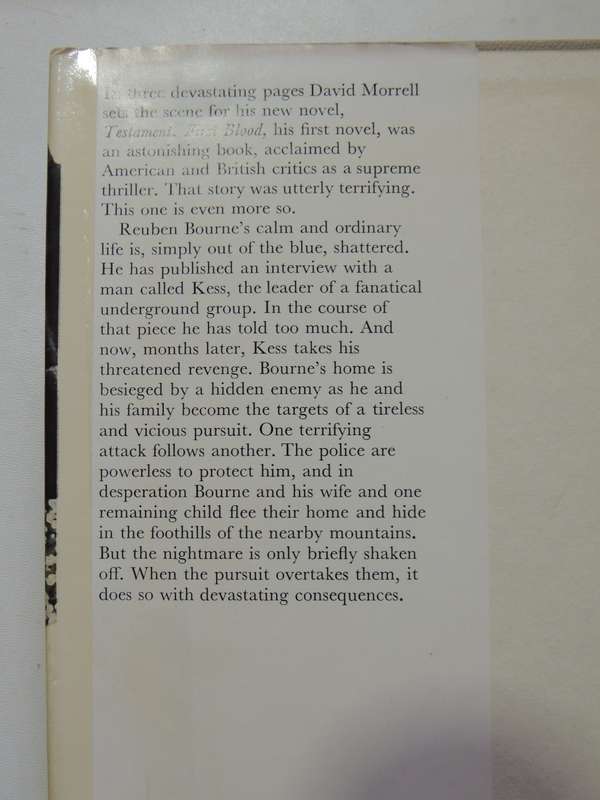 In three devastating pages David Morrell
sets the scene for his new novel,
Testament. First Blood, his first novel, was
an astonishing book, acclaimed by
American and British critics as a supreme
thriller. That story was utterly terrifying.
This one is even more so.
Reuben Bourne's calm and ordinary
life is, simply out of the blue, shattered.
He has published an interview with a
man called Kess, the leader of a fanatical
underground group. In the course of
that piece he has told too much. And
now, months later, Kess takes his
threatened revenge. Bourne's home is
besieged by a hidden enemy as he and
his family become the targets of a tireless
and vicious pursuit. One terrifying
attack follows another. The police are
powerless to protect him, and in
desperation Bourne and his wife and one
remaining child flee their home and hide
in the foothills of the nearby mountains.
But the nightmare is only briefly shaken
off. When the pursuit overtakes them, it
does so with devastating consequences.